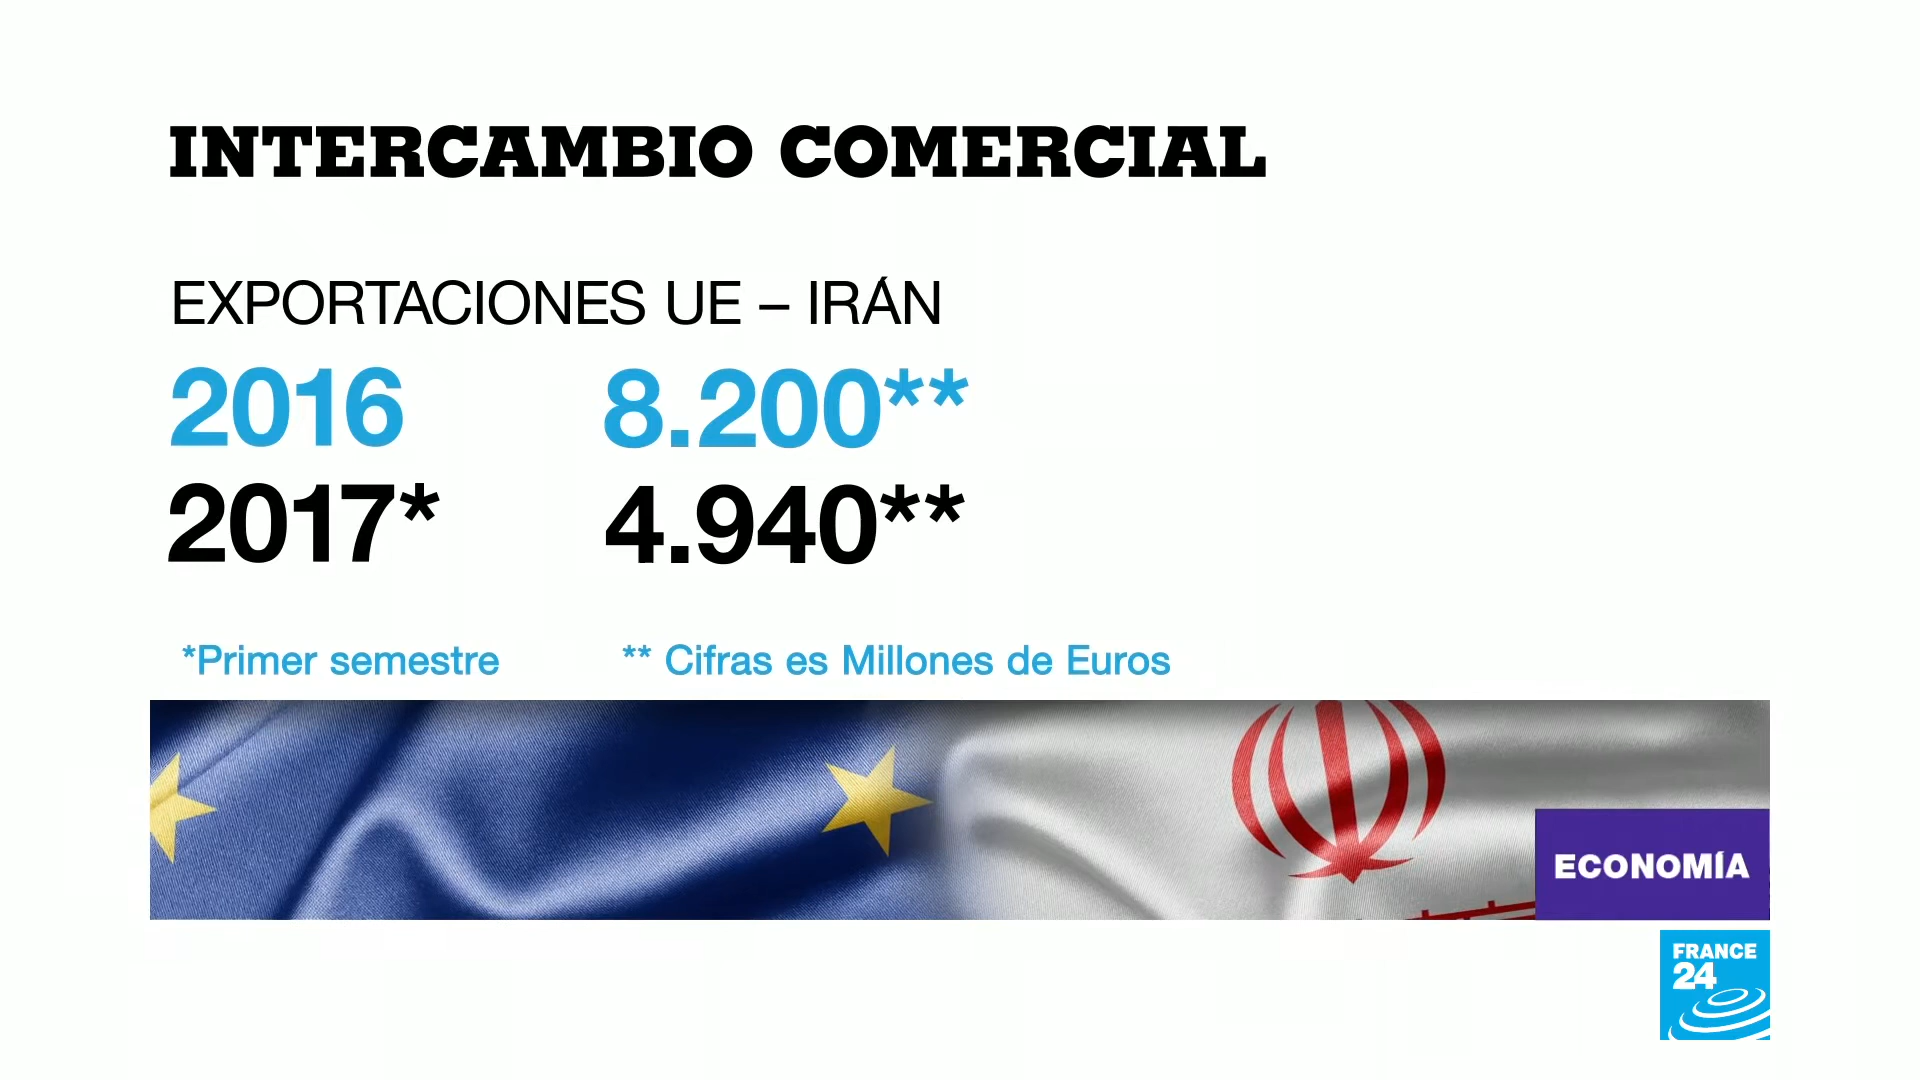 INTERCAMBIO COMERCIAL
EXPORTACIONES UE – IRÁN
2016 8.200**
2017* 4.940**
*Primer semestre ** Cifras es Millones de Euros
ECONOMÍA
FRANCE
24